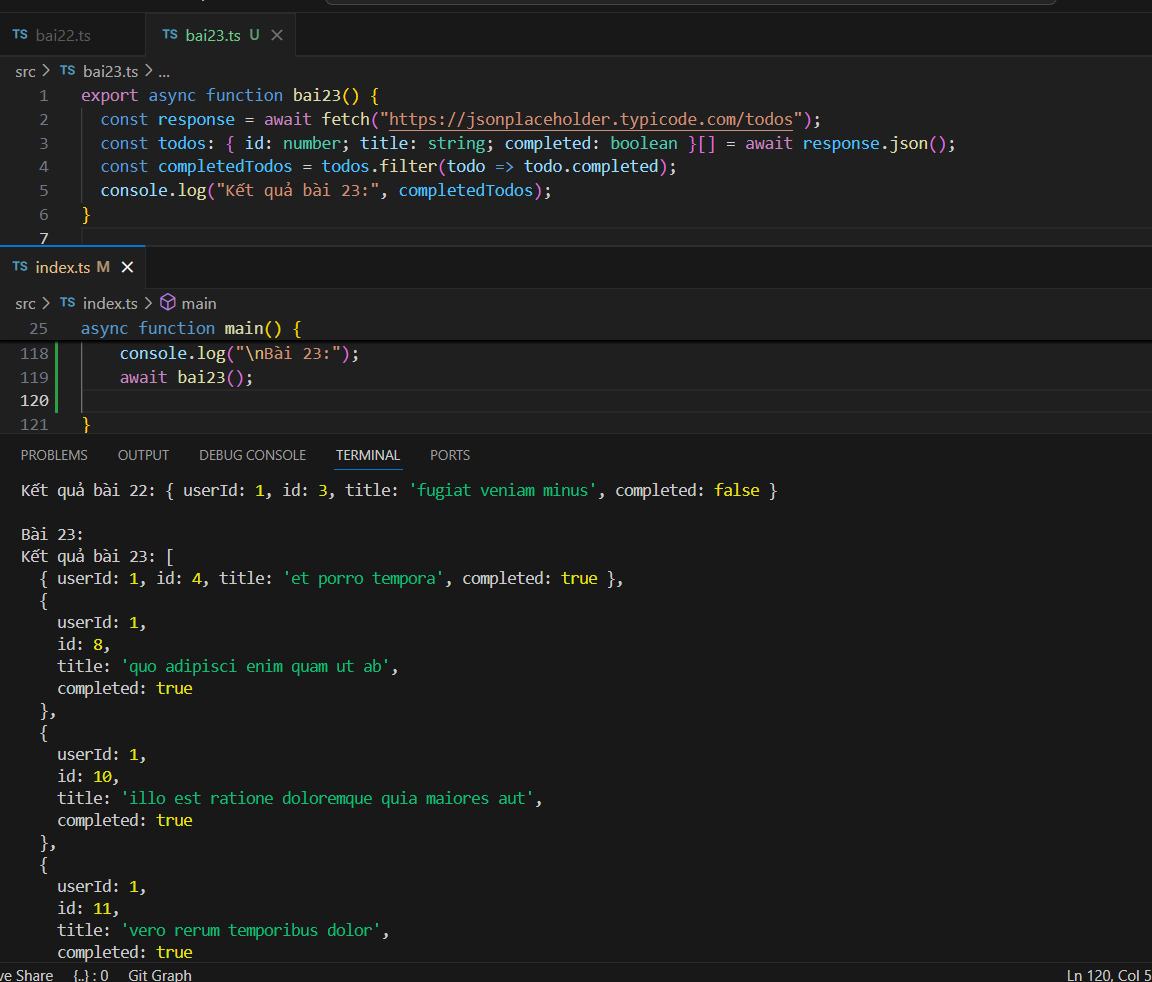 TS bai22.ts TS bai23.ts U
src > TS bai23.ts > ...
1 export async function bai23() {
2 const response = await fetch("https://jsonplaceholder.typicode.com/todos");
3 const todos: { id: number; title: string; completed: boolean }[] = await response.json();
4 const completedTodos = todos.filter(todo => todo.completed);
5 console.log("Kết quả bài 23:", completedTodos);
6 }
7
TS index.ts M
src > TS index.ts > main
25 async function main() {
118 console.log("\nBài 23:");
119 await bai23();
120
121 }
PROBLEMS OUTPUT DEBUG CONSOLE TERMINAL PORTS
Kết quả bài 22: { userId: 1, id: 3, title: 'fugiat veniam minus', completed: false }
Bài 23:
Kết quả bài 23: [
{ userId: 1, id: 4, title: 'et porro tempora', completed: true },
{
userId: 1,
id: 8,
title: 'quo adipisci enim quam ut ab',
completed: true
},
{
userId: 1,
id: 10,
title: 'illo est ratione doloremque quia maiores aut',
completed: true
},
{
userId: 1,
id: 11,
title: 'vero rerum temporibus dolor',
completed: true
ve Share {..} : 0 Git Graph Ln 120, Col 5